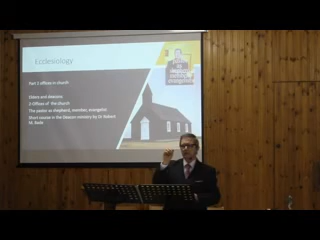 Ecclesiology
Part 2 offices in church
Elders and deacons
2 Offices of the church
The pastor as shepherd, member, evangelist
Short course in the Deacon ministry by Dr Robert